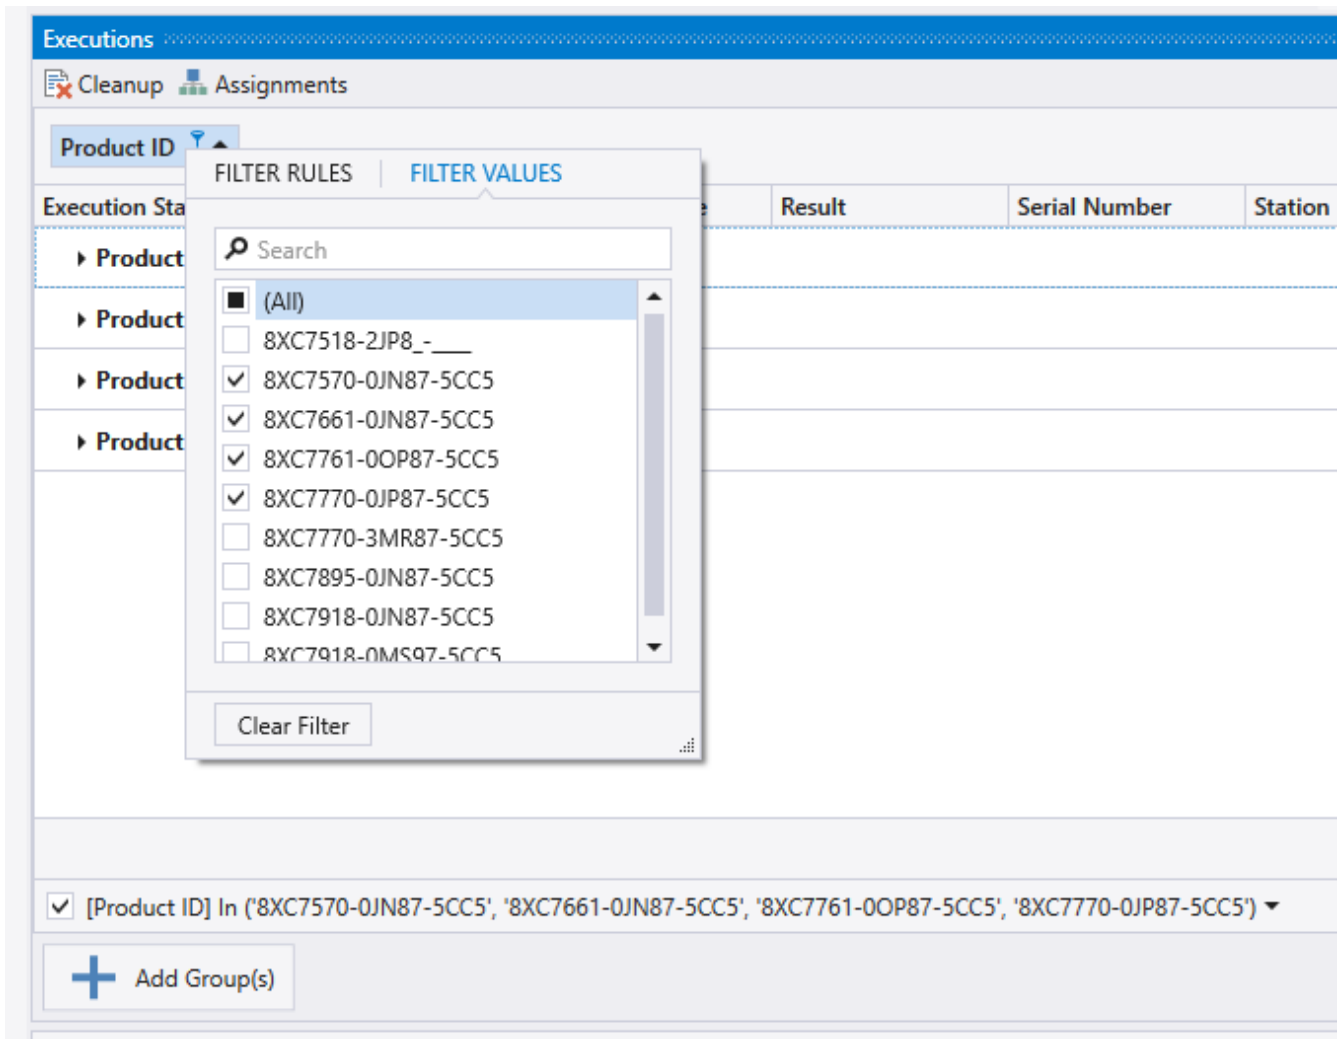 Executions
Cleanup Assignments
Product ID
FILTER RULES FILTER VALUES
Execution Sta Result Serial Number Station
Search
Product
(All)
Product
8XC7518-2JP8_-___
Product
8XC7570-0JN87-5CC5
8XC7661-0JN87-5CC5
Product
8XC7761-0OP87-5CC5
8XC7770-0JP87-5CC5
8XC7770-3MR87-5CC5
8XC7895-0JN87-5CC5
8XC7918-0JN87-5CC5
8XC7918-0MS97-5CC5
Clear Filter
[Product ID] In ('8XC7570-0JN87-5CC5', '8XC7661-0JN87-5CC5', '8XC7761-0OP87-5CC5', '8XC7770-0JP87-5CC5')
Add Group(s)